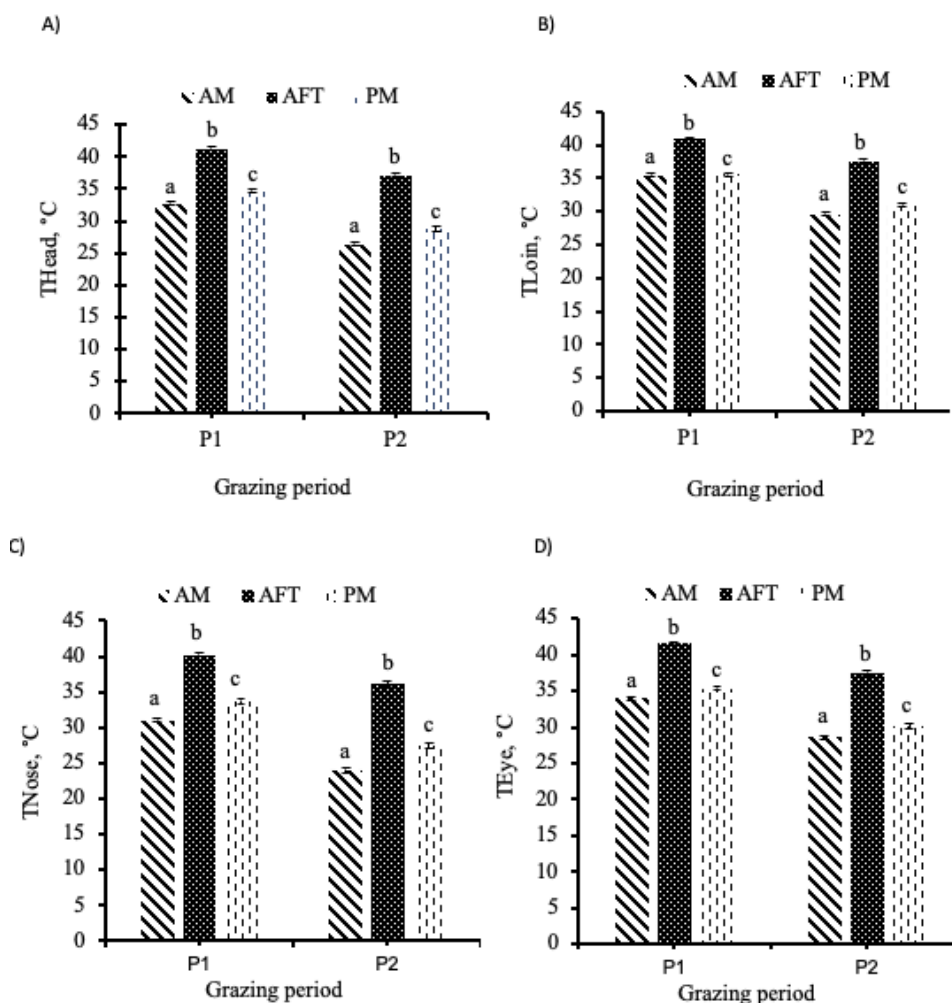 A)
AM AFT PM
THead, °C
45
40
35
30
25
20
15
10
5
0
a b c a b c
P1 P2
Grazing period
B)
AM AFT PM
TLoin, °C
45
40
35
30
25
20
15
10
5
0
a b c a b c
P1 P2
Grazing period
C)
AM AFT PM
TNose, °C
45
40
35
30
25
20
15
10
5
0
a b c a b c
P1 P2
Grazing period
D)
AM AFT PM
TEye, °C
45
40
35
30
25
20
15
10
5
0
a b c a b c
P1 P2
Grazing period